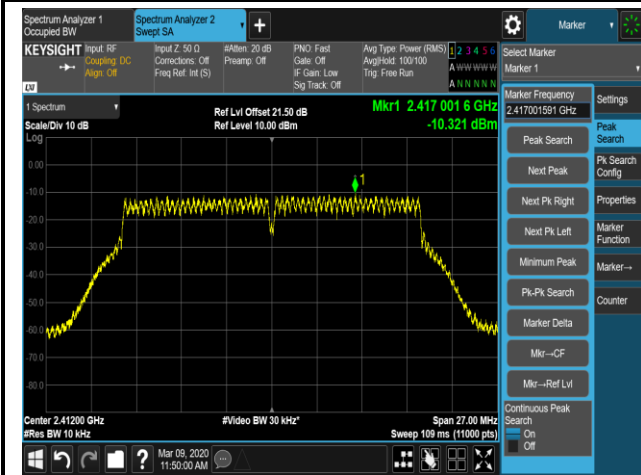 Spectrum Analyzer 1
Occupied BW
Spectrum Analyzer 2
Swept SA
+
Marker
KEYSIGHT
Input: RF
Coupling: DC
Align: Off
Input Z: 50 Ω
Corrections: Off
Freq Ref: Int (S)
#Atten: 20 dB
Preamp: Off
PNO: Fast
Gate: Off
IF Gain: Low
Sig Track: Off
Avg Type: Power (RMS)
Avg|Hold: 100/100
Trig: Free Run
1 2 3 4 5 6
A W W W W W
A N N N N N
LXI
Select Marker
Marker 1
1 Spectrum
Scale/Div 10 dB
Log
Ref Lvl Offset 21.50 dB
Ref Level 10.00 dBm
Mkr1 2.417 001 6 GHz
-10.321 dBm
0.00
-10.0
-20.0
-30.0
-40.0
-50.0
-60.0
-70.0
-80.0
1
Center 2.41200 GHz
#Res BW 10 kHz
#Video BW 30 kHz*
Span 27.00 MHz
Sweep 109 ms (11000 pts)
Marker Frequency
2.417001591 GHz
Peak Search
Next Peak
Next Pk Right
Next Pk Left
Minimum Peak
Pk-Pk Search
Marker Delta
Mkr→CF
Mkr→Ref Lvl
Continuous Peak
Search
On
Off
Settings
Peak
Search
Pk Search
Config
Properties
Marker
Function
Marker→
Counter
?
Mar 09, 2020
11:50:00 AM